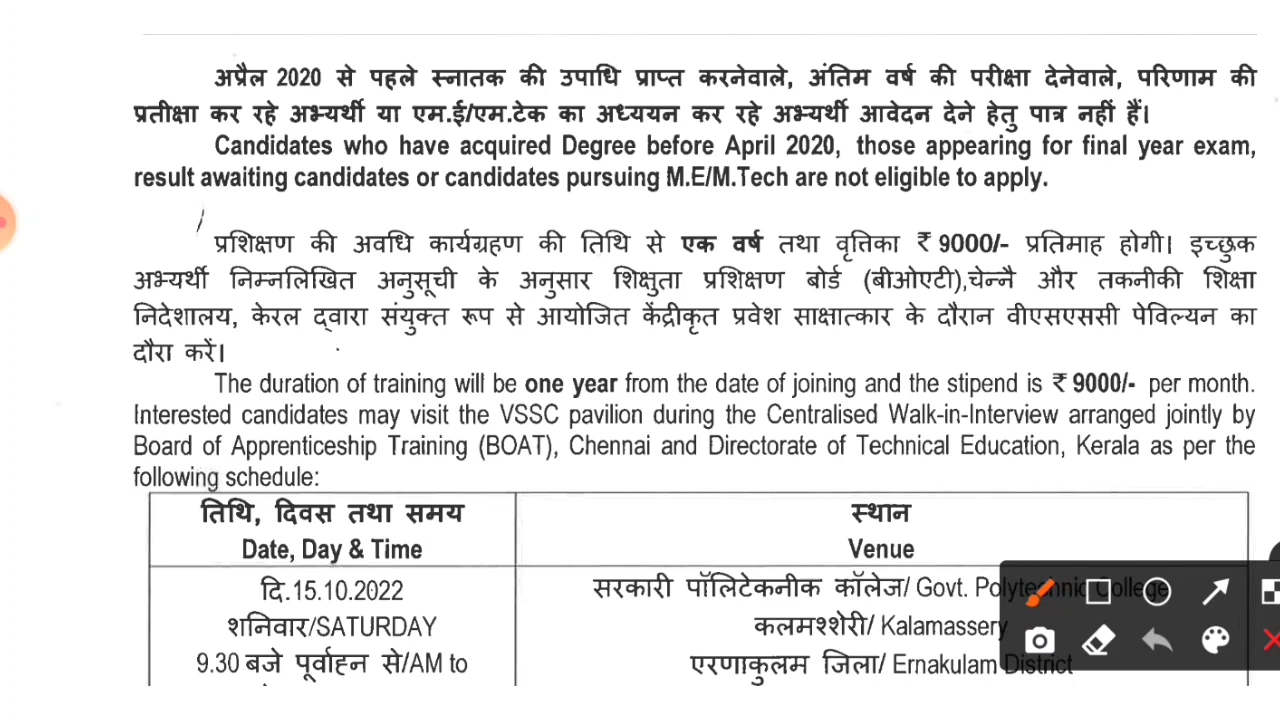 अप्रैल 2020 से पहले स्नातक की उपाधि प्राप्त करनेवाले, अंतिम वर्ष की परीक्षा देनेवाले, परिणाम की
प्रतीक्षा कर रहे अभ्यर्थी या एम.ई/एम.टेक का अध्ययन कर रहे अभ्यर्थी आवेदन देने हेतु पात्र नहीं हैं।
Candidates who have acquired Degree before April 2020, those appearing for final year exam,
result awaiting candidates or candidates pursuing M.E/M.Tech are not eligible to apply.
प्रशिक्षण की अवधि कार्यग्रहण की तिथि से एक वर्ष तथा वृत्तिका ₹ 9000/- प्रतिमाह होगी। इच्छुक
अभ्यर्थी निम्नलिखित अनुसूची के अनुसार शिक्षुता प्रशिक्षण बोर्ड (बीओएटी),चेन्नै और तकनीकी शिक्षा
निदेशालय, केरल द्वारा संयुक्त रूप से आयोजित केंद्रीकृत प्रवेश साक्षात्कार के दौरान वीएसएससी पेविल्यन का
दौरा करें।
The duration of training will be one year from the date of joining and the stipend is ₹ 9000/- per month.
Interested candidates may visit the VSSC pavilion during the Centralised Walk-in-Interview arranged jointly by
Board of Apprenticeship Training (BOAT), Chennai and Directorate of Technical Education, Kerala as per the
following schedule:
तिथि, दिवस तथा समय
Date, Day & Time
स्थान
Venue
दि.15.10.2022
शनिवार/SATURDAY
9.30 बजे पूर्वाह्न से/AM to
सरकारी पॉलिटेकनीक कॉलेज/ Govt. Polytechnic College
कलमश्शेरी/ Kalamassery
एरणाकुलम जिला/ Ernakulam District